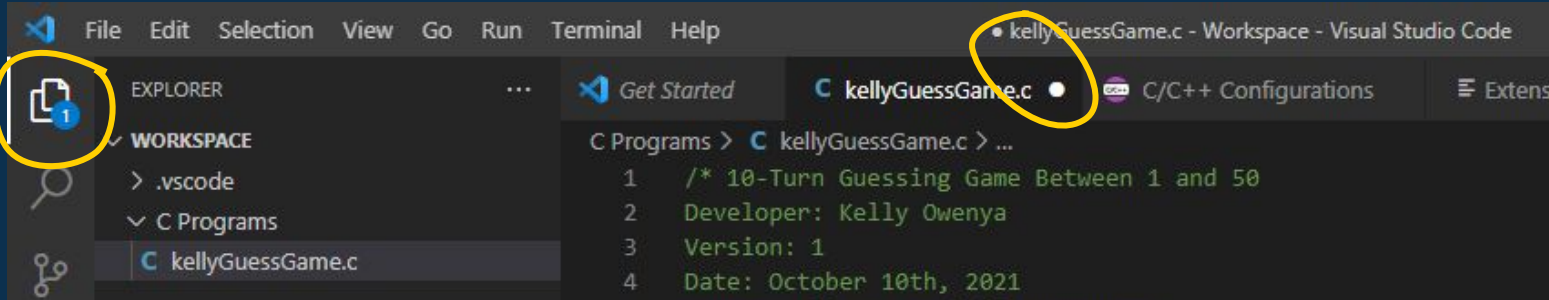 File Edit Selection View Go Run Terminal Help ● kellyGuessGame.c - Workspace - Visual Studio Code
1
EXPLORER ...
WORKSPACE
> .vscode
C Programs
C kellyGuessGame.c
Get Started C kellyGuessGame.c ● C/C++ C/C++ Configurations Extens
C Programs > C kellyGuessGame.c > ...
1 /* 10-Turn Guessing Game Between 1 and 50
2 Developer: Kelly Owenya
3 Version: 1
4 Date: October 10th, 2021